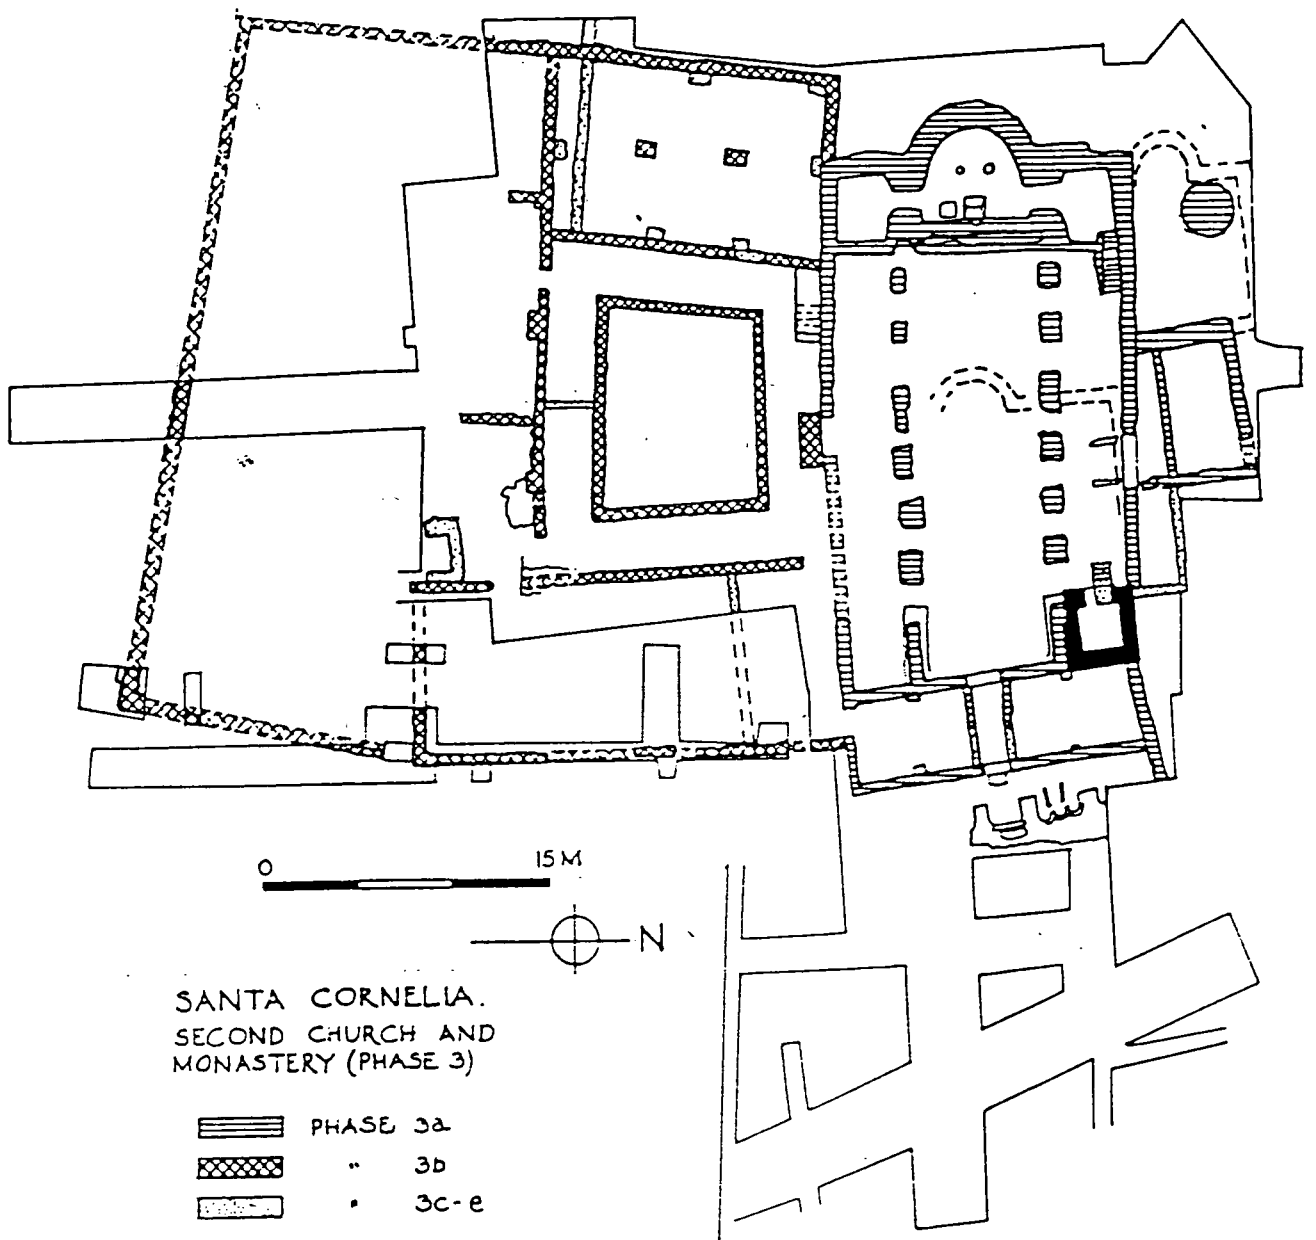 0 15 M
N
SANTA CORNELIA.
SECOND CHURCH AND
MONASTERY (PHASE 3)
PHASE 3a
" 3b
" 3c-e